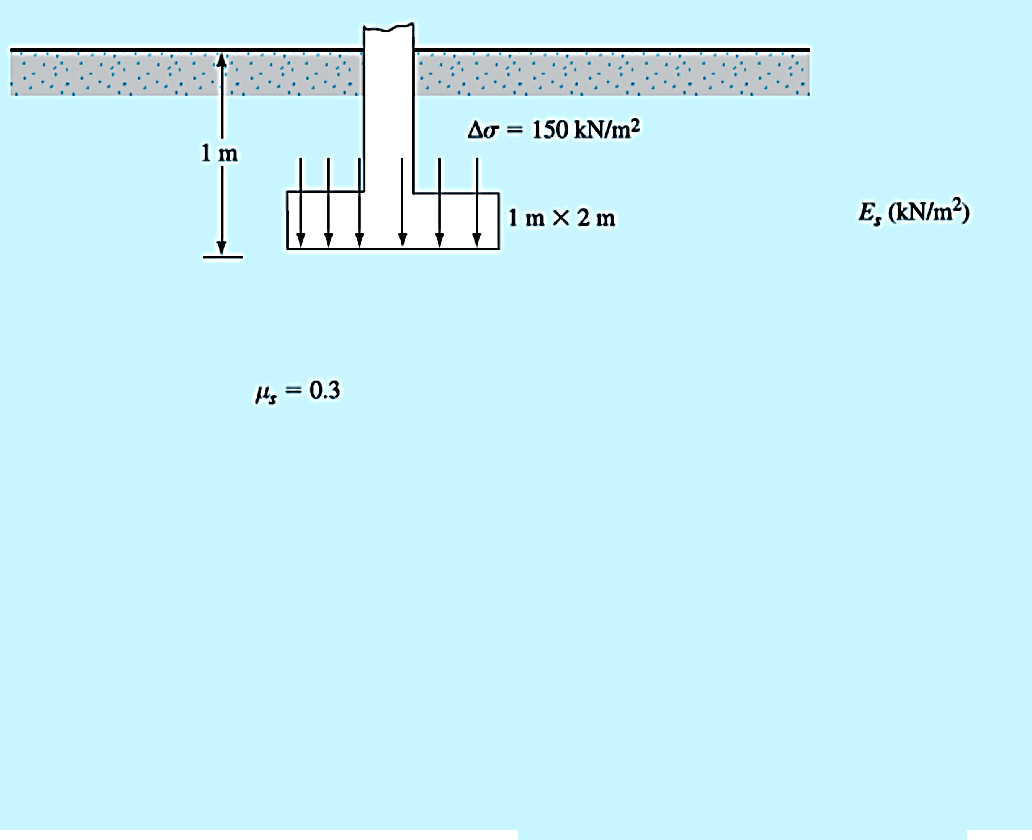 Δσ = 150 kN/m²
1 m
1 m × 2 m
E_s (kN/m²)
μ_s = 0.3